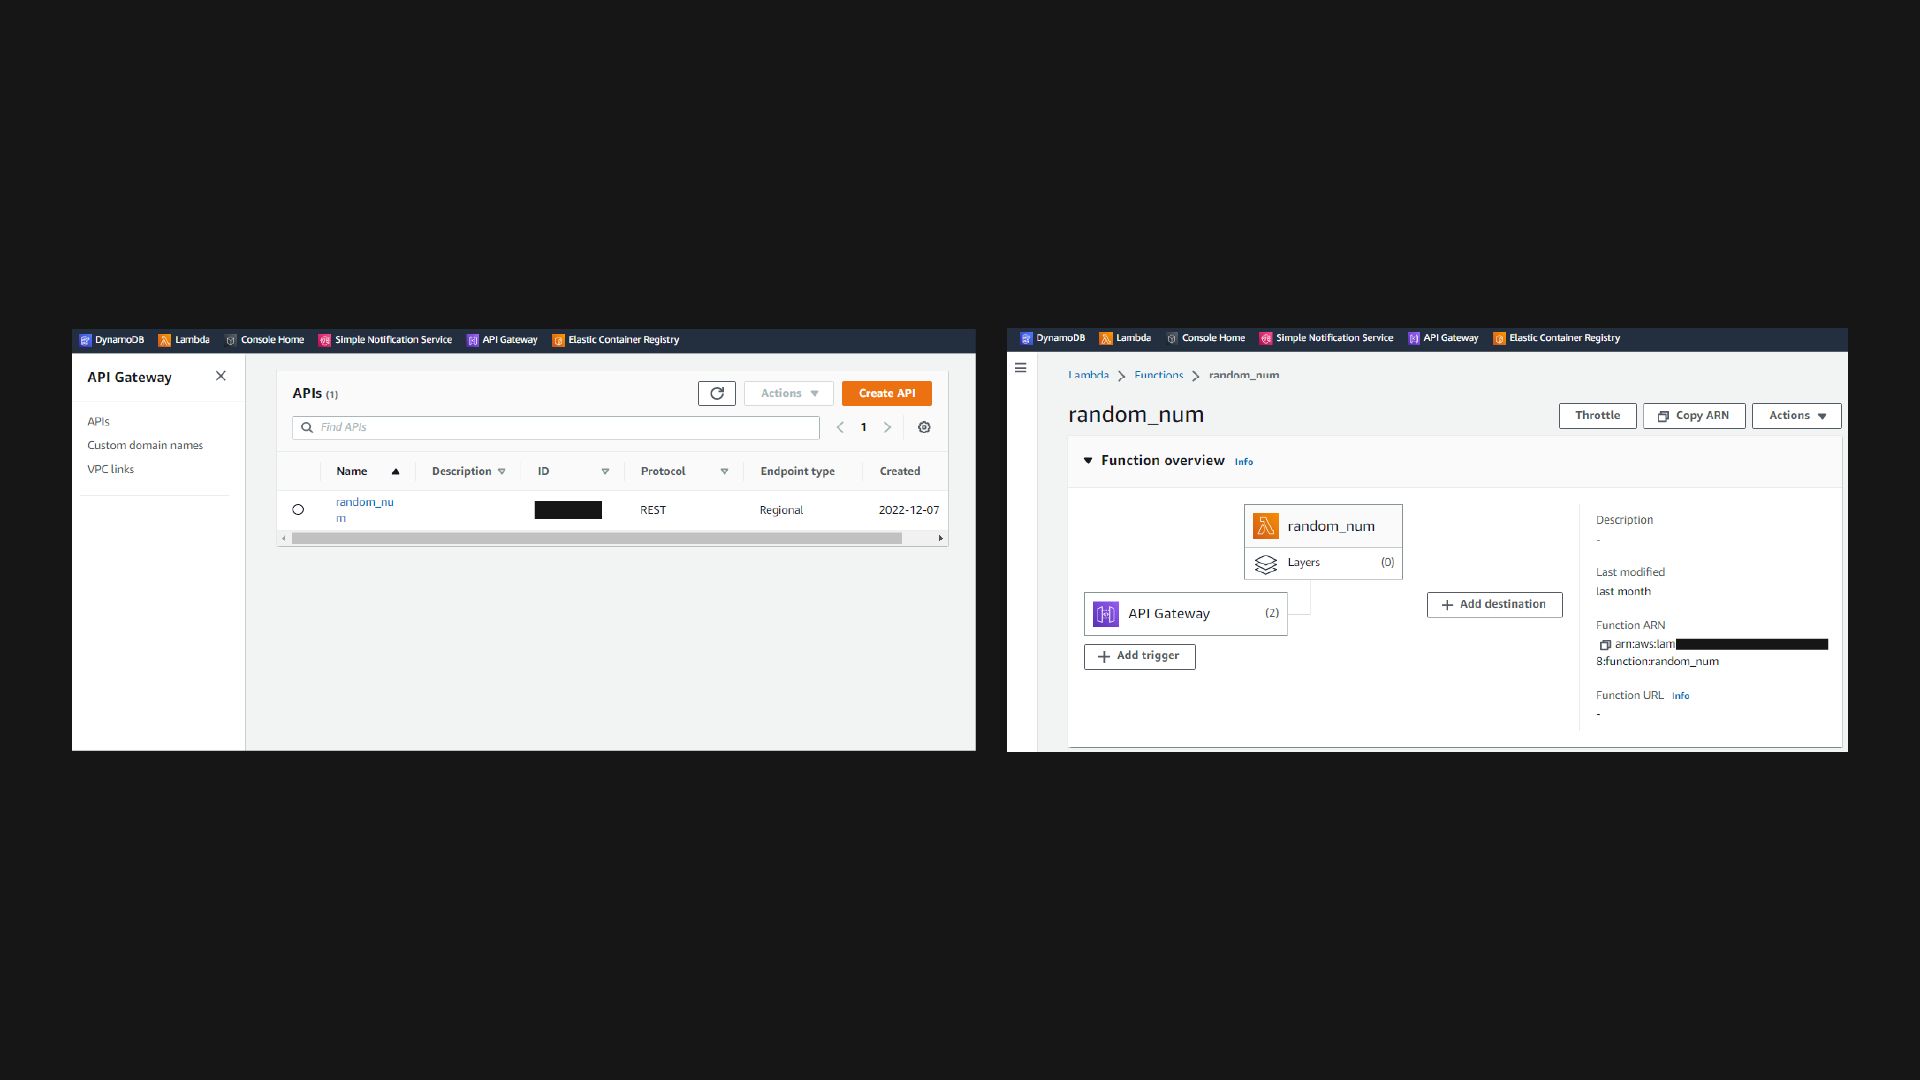 DynamoDB Lambda Console Home Simple Notification Service API Gateway Elastic Container Registry
API Gateway
APIs
Custom domain names
VPC links
APIs (1)
Actions
Create API
Find APIs
1
Name Description ID Protocol Endpoint type Created
random_nu
m
REST Regional 2022-12-07
DynamoDB Lambda Console Home Simple Notification Service API Gateway Elastic Container Registry
Lambda Functions random_num
random_num
Throttle Copy ARN Actions
Function overview Info
random_num
Layers (0)
API Gateway (2)
Add trigger
Add destination
Description
-
Last modified
last month
Function ARN
arn:aws:lam
8:function:random_num
Function URL Info
-